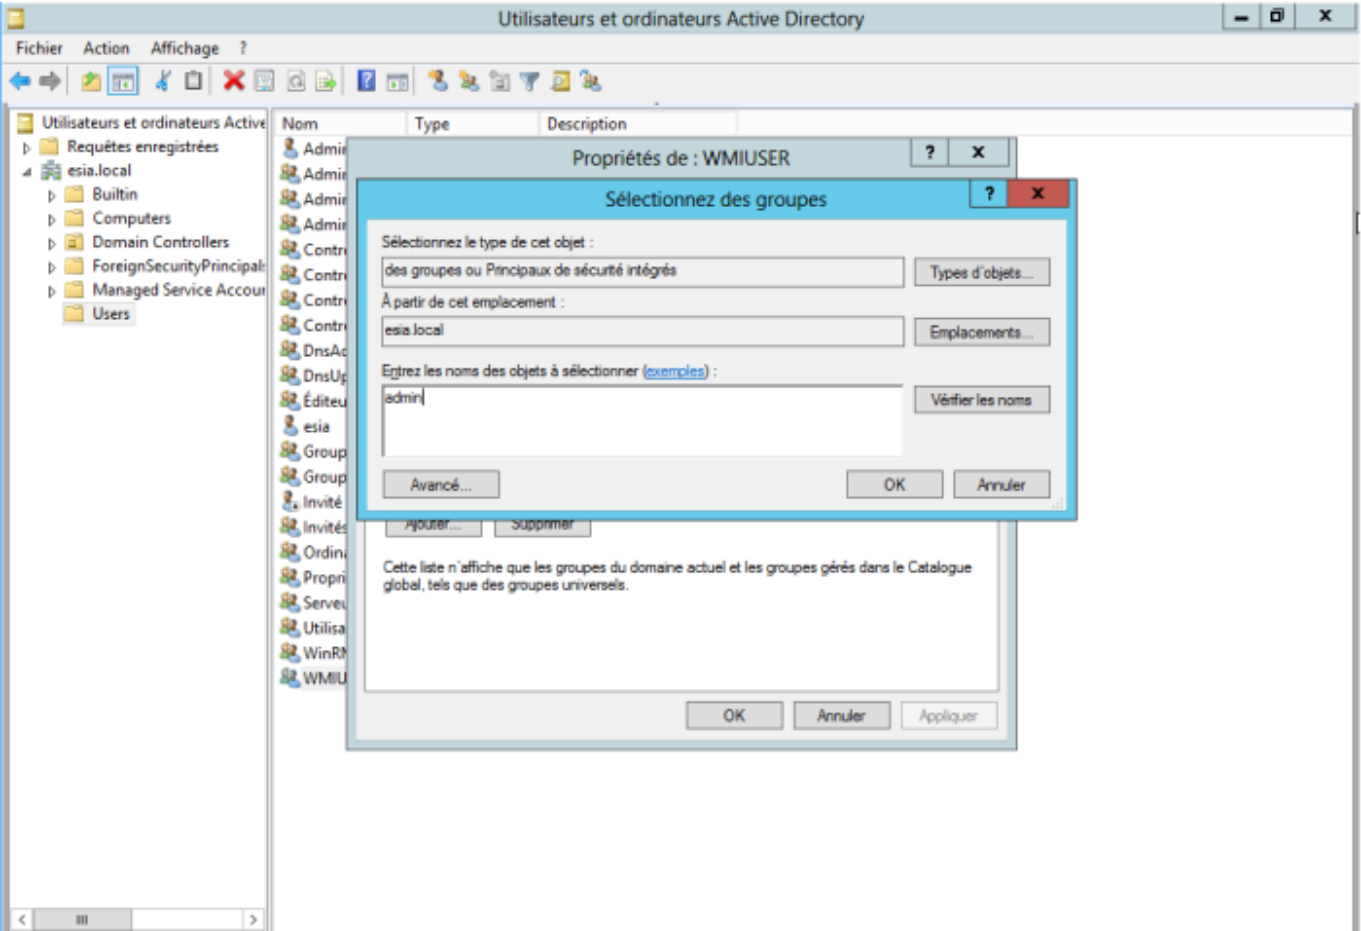 Utilisateurs et ordinateurs Active Directory
Fichier Action Affichage ?
Utilisateurs et ordinateurs Active
Requêtes enregistrées
esia.local
Builtin
Computers
Domain Controllers
ForeignSecurityPrincipals
Managed Service Accour
Users
Nom Type Description
Admir
Admir
Admir
Admir
Contr
Contr
Contr
Contr
DnsAc
DnsUp
Éditeu
esia
Group
Group
Invité
Invités
Ordina
Propri
Serveu
Utilisa
WinRM
WMIU
Propriétés de : WMIUSER
? x
Sélectionnez des groupes
? x
Sélectionnez le type de cet objet :
des groupes ou Principaux de sécurité intégrés
Types d'objets...
À partir de cet emplacement :
esia.local
Emplacements...
Entrez les noms des objets à sélectionner (exemples) :
admin
Vérifier les noms
Avancé... OK Annuler
Ajouter... Supprimer
Cette liste n'affiche que les groupes du domaine actuel et les groupes gérés dans le Catalogue
global, tels que des groupes universels.
OK Annuler Appliquer